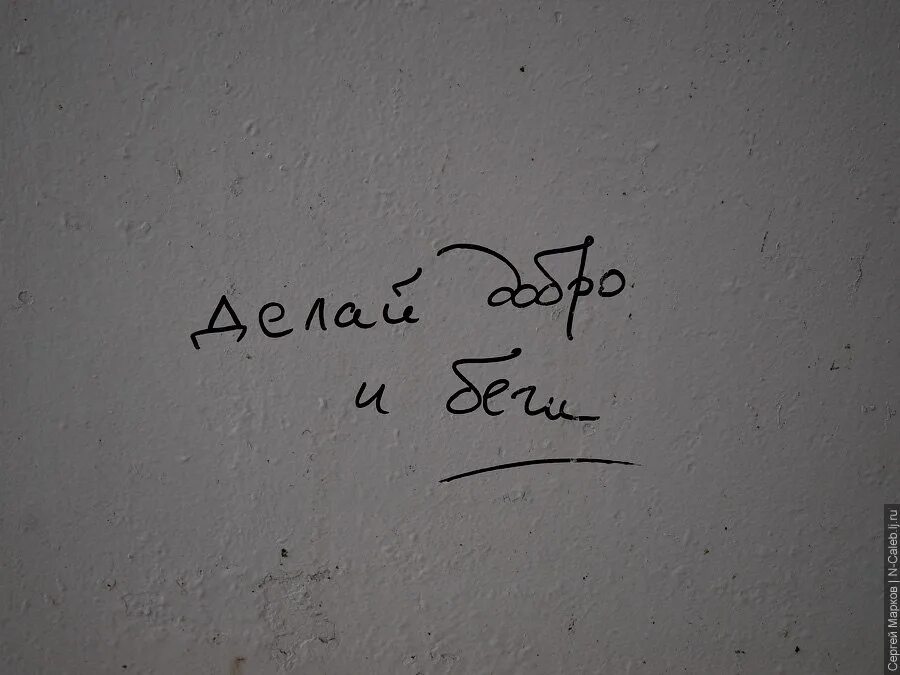 Делай добро
и беги
Сергей Марков | N-Caleb.lj.ru